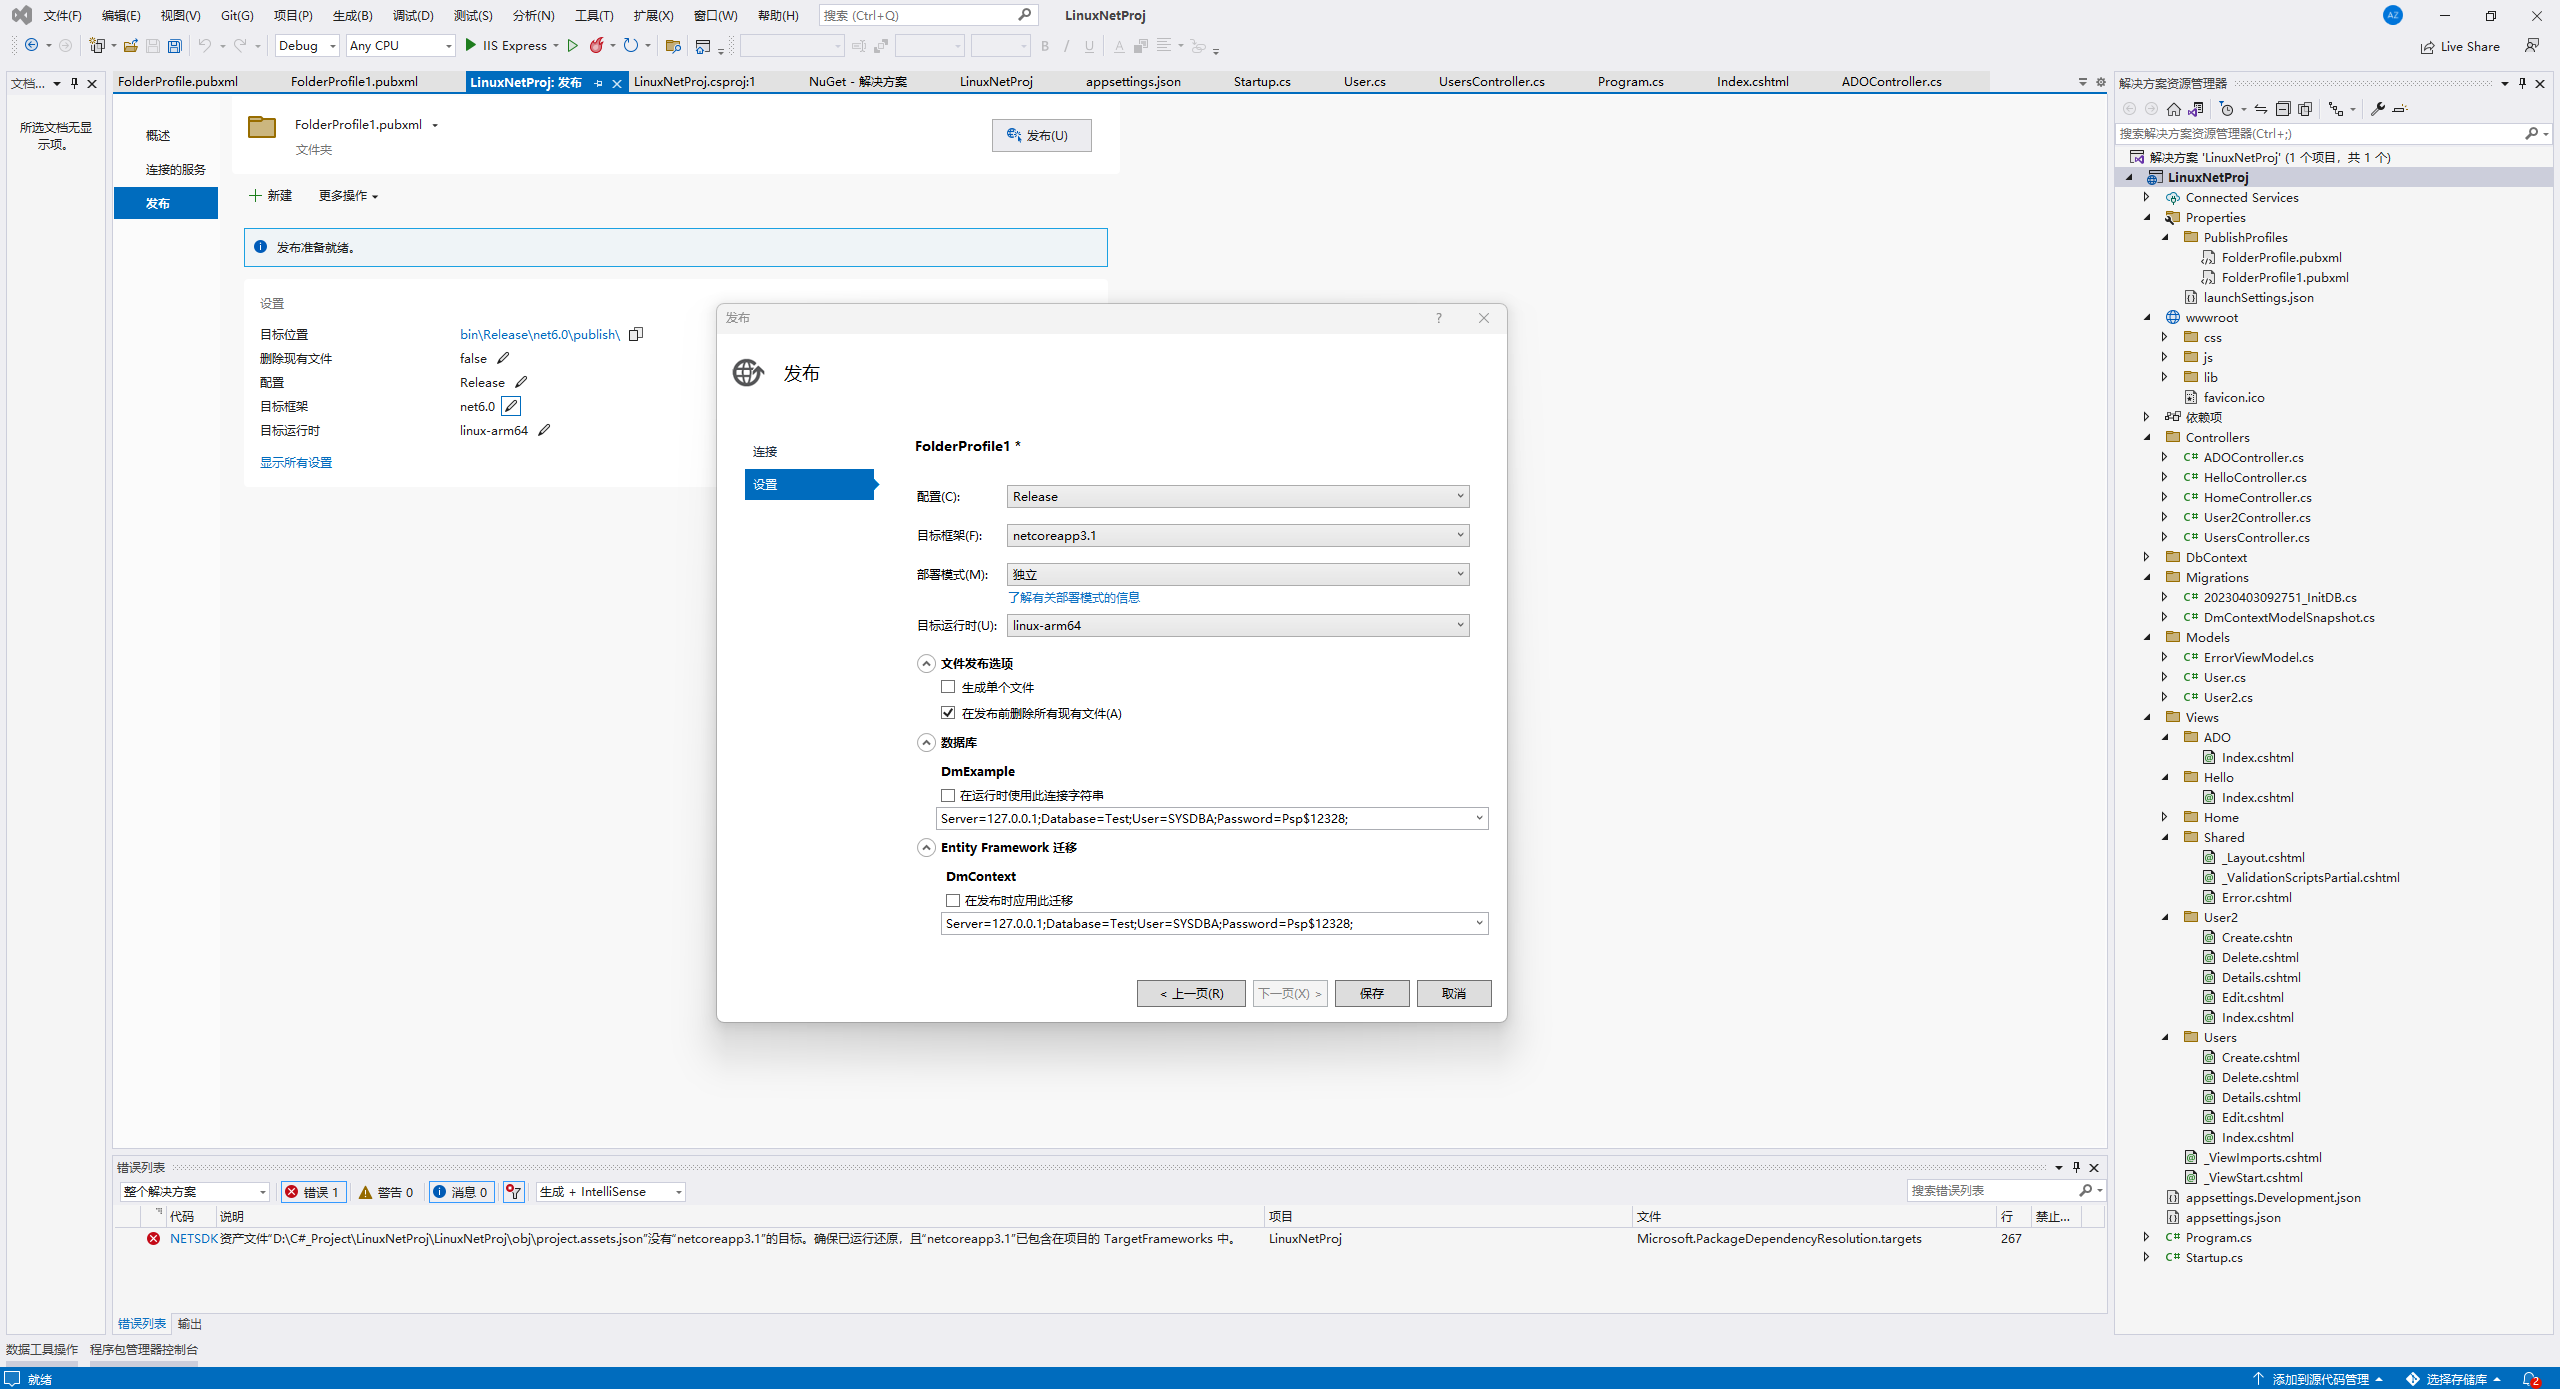 文件(F) 编辑(E) 视图(V) Git(G) 项目(P) 生成(B) 调试(D) 测试(S) 分析(N) 工具(T) 扩展(X) 窗口(W) 帮助(H) 搜索 (Ctrl+Q) LinuxNetProj AZ
Debug Any CPU IIS Express Live Share
文档...
所选文档无显
示项。
FolderProfile.pubxml FolderProfile1.pubxml LinuxNetProj: 发布 LinuxNetProj.csproj:1 NuGet - 解决方案 LinuxNetProj appsettings.json Startup.cs User.cs UsersController.cs Program.cs Index.cshtml ADOController.cs
概述
连接的服务
发布
FolderProfile1.pubxml
文件夹
发布(U)
新建 更多操作
发布准备就绪。
设置
目标位置 bin\Release\net6.0\publish\
删除现有文件 false
配置 Release
目标框架 net6.0
目标运行时 linux-arm64
显示所有设置
发布 ?
发布
连接
设置
FolderProfile1 *
配置(C): Release
目标框架(F): netcoreapp3.1
部署模式(M): 独立
了解有关部署模式的信息
目标运行时(U): linux-arm64
文件发布选项
生成单个文件
在发布前删除所有现有文件(A)
数据库
DmExample
在运行时使用此连接字符串
Server=127.0.0.1;Database=Test;User=SYSDBA;Password=Psp$12328;
Entity Framework 迁移
DmContext
在发布时应用此迁移
Server=127.0.0.1;Database=Test;User=SYSDBA;Password=Psp$12328;
< 上一页(R) 下一页(X) > 保存 取消
错误列表
整个解决方案 错误 1 警告 0 消息 0 生成 + IntelliSense 搜索错误列表
代码 说明 项目 文件 行 禁止...
NETSDK 资产文件“D:\C#_Project\LinuxNetProj\LinuxNetProj\obj\project.assets.json”没有“netcoreapp3.1”的目标。确保已运行还原，且“netcoreapp3.1”已包含在项目的 TargetFrameworks 中。 LinuxNetProj Microsoft.PackageDependencyResolution.targets 267
错误列表 输出
数据工具操作 程序包管理器控制台
就绪 添加到源代码管理 选择存储库 2
解决方案资源管理器
搜索解决方案资源管理器(Ctrl+;)
解决方案 'LinuxNetProj' (1 个项目，共 1 个)
LinuxNetProj
Connected Services
Properties
PublishProfiles
FolderProfile.pubxml
FolderProfile1.pubxml
launchSettings.json
wwwroot
css
js
lib
favicon.ico
依赖项
Controllers
C# ADOController.cs
C# HelloController.cs
C# HomeController.cs
C# User2Controller.cs
C# UsersController.cs
DbContext
Migrations
C# 20230403092751_InitDB.cs
C# DmContextModelSnapshot.cs
Models
C# ErrorViewModel.cs
C# User.cs
C# User2.cs
Views
ADO
Index.cshtml
Hello
Index.cshtml
Home
Shared
_Layout.cshtml
_ValidationScriptsPartial.cshtml
Error.cshtml
User2
Create.cshtn
Delete.cshtml
Details.cshtml
Edit.cshtml
Index.cshtml
Users
Create.cshtml
Delete.cshtml
Details.cshtml
Edit.cshtml
Index.cshtml
_ViewImports.cshtml
_ViewStart.cshtml
appsettings.Development.json
appsettings.json
C# Program.cs
C# Startup.cs